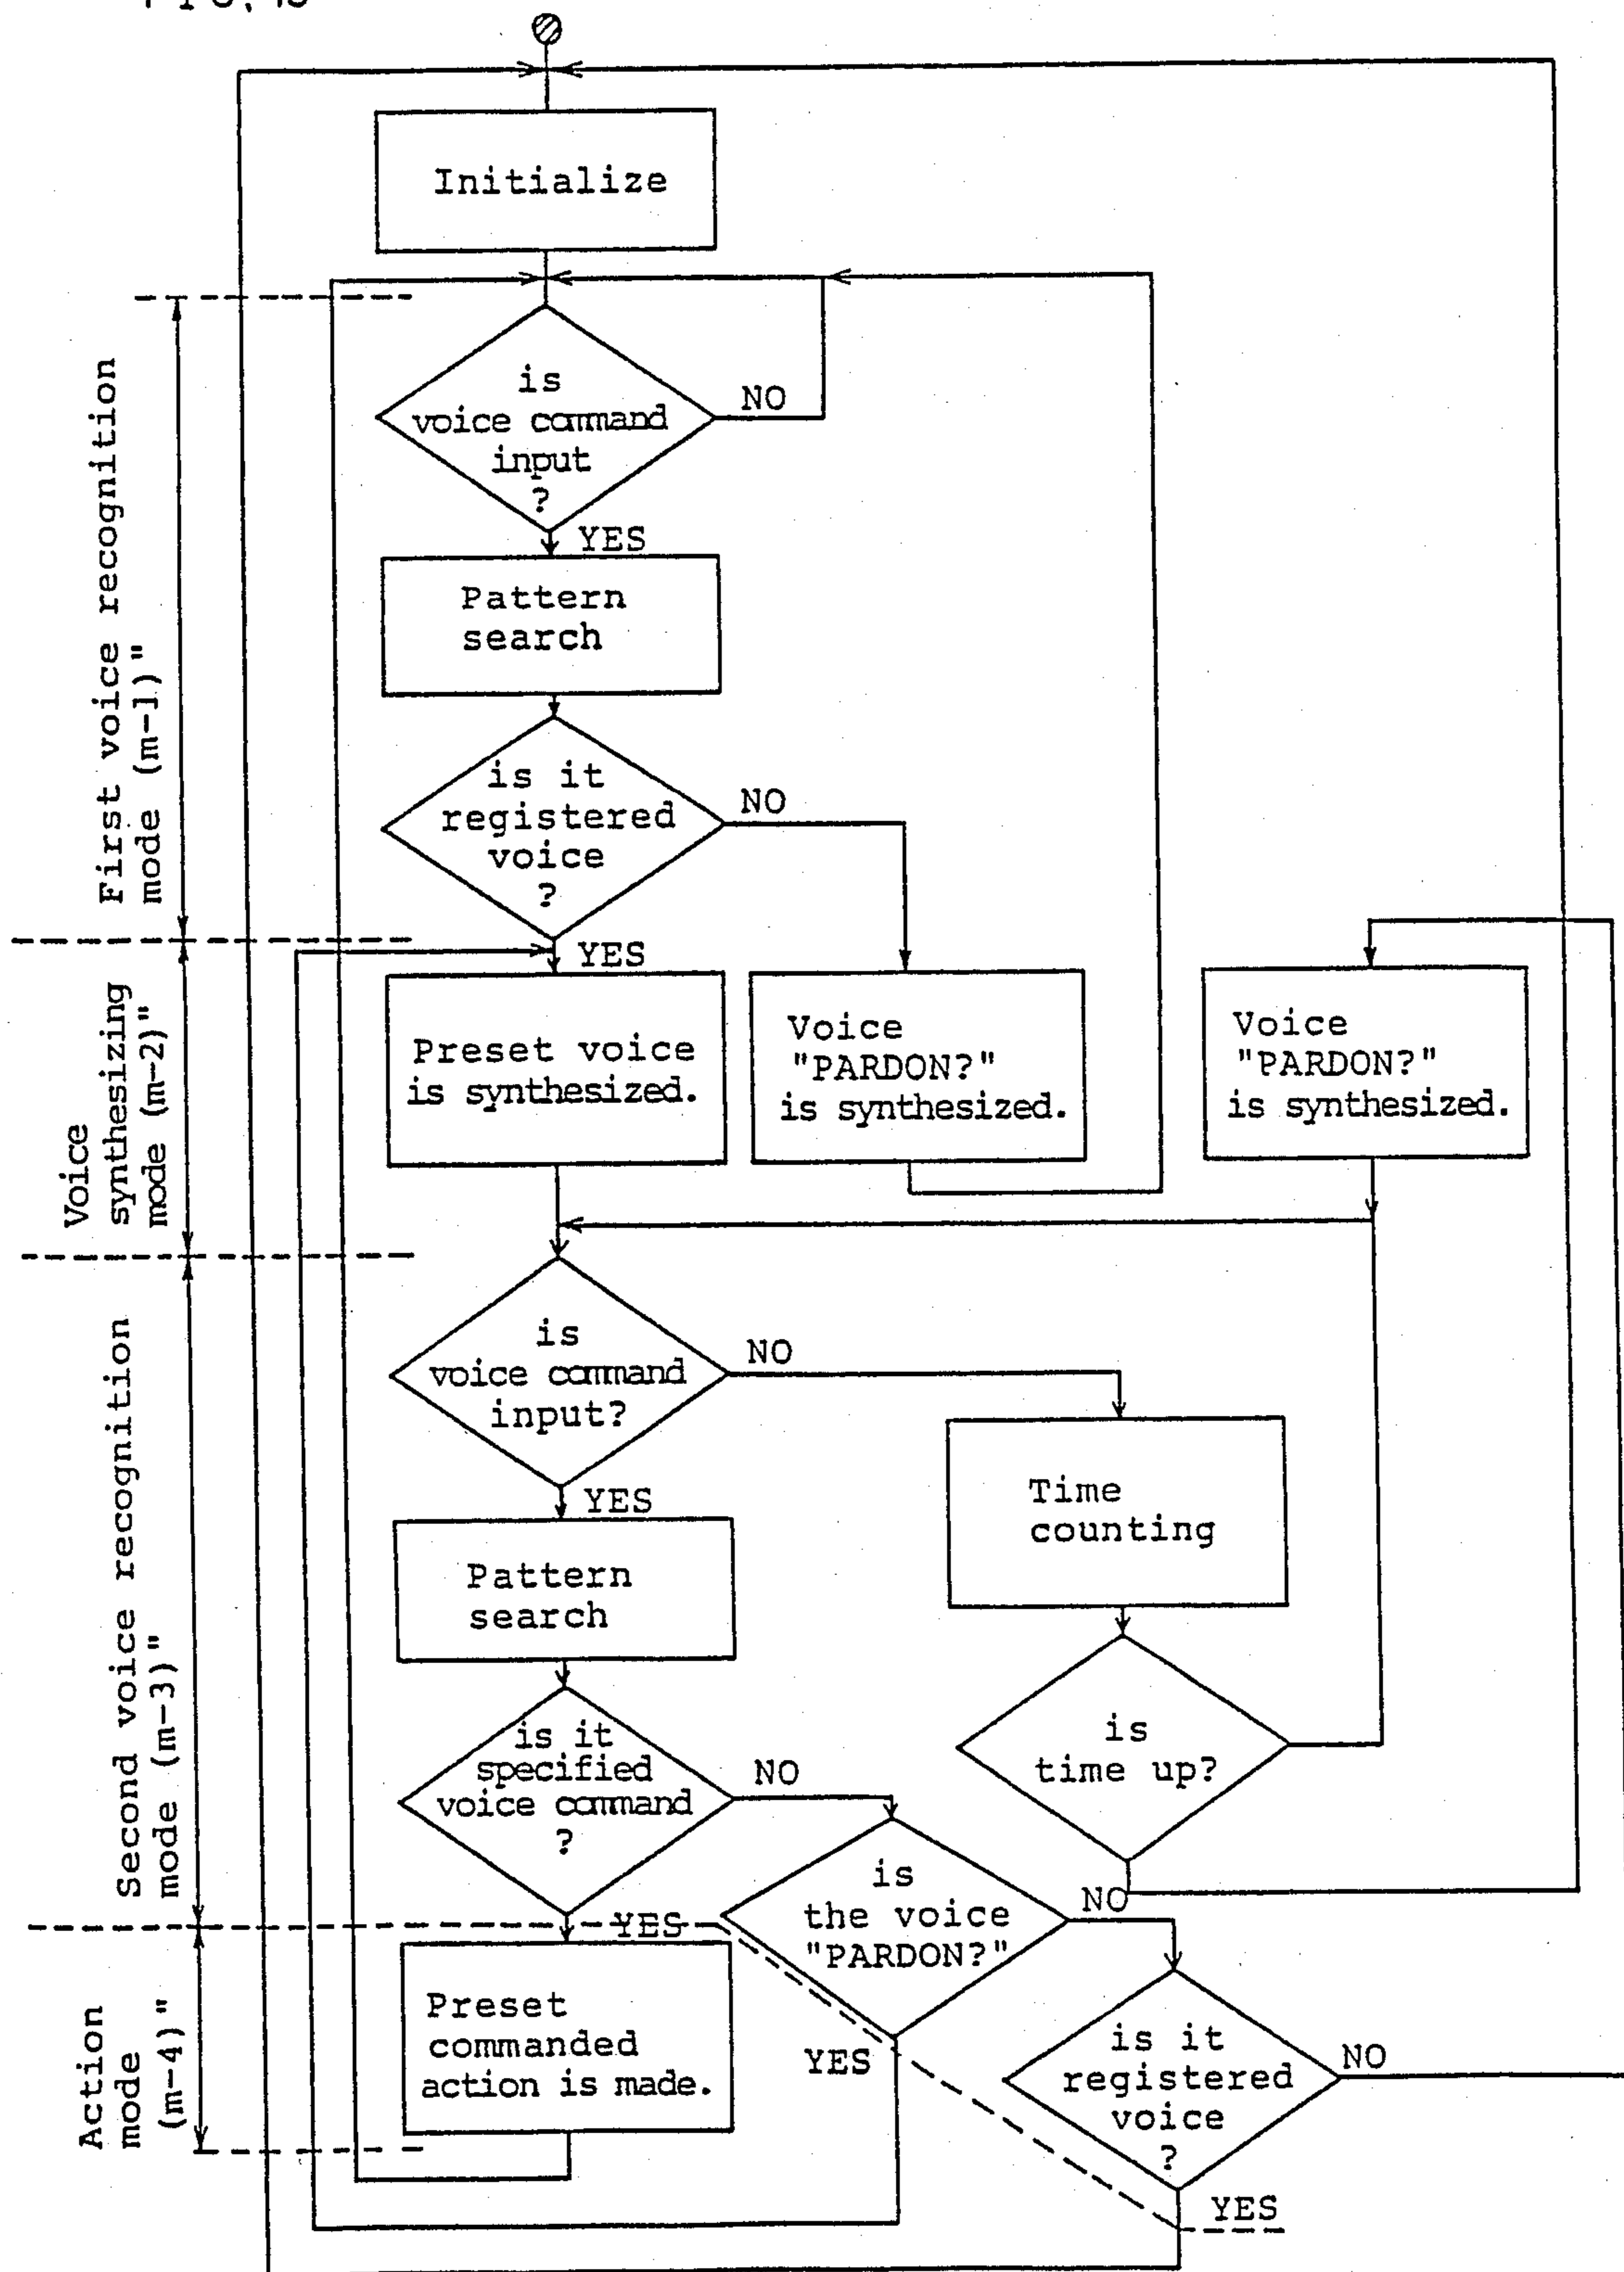 Initialize
is
voice command
input
?
NO
YES
Pattern
search
is it
registered
voice
?
NO
YES
First voice recognition
mode (m-1)"
Preset voice
is synthesized.
Voice
"PARDON?"
is synthesized.
Voice
"PARDON?"
is synthesized.
Voice
synthesizing
mode (m-2)"
is
voice command
input?
NO
YES
Time
counting
Pattern
search
is
time up?
is it
specified
voice command
?
NO
YES
Second voice recognition
mode (m-3)"
is
the voice
"PARDON?"
NO
YES
Preset
commanded
action is made.
Action
mode
(m-4)"
is it
registered
voice
?
NO
YES